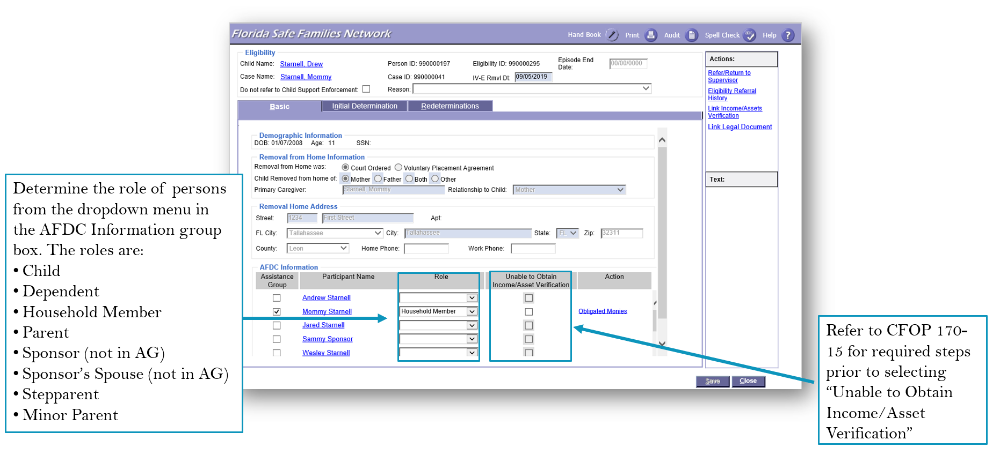 Florida Safe Families Network
Hand Book Print Audit Spell Check abc Help ?
Eligibility
Child Name: Starnell, Drew Person ID: 990000197 Eligibility ID: 990000295 Episode End Date: 00/00/0000
Case Name: Starnell, Mommy Case ID: 990000041 IV-E Rmvl Dt: 09/05/2019
Do not refer to Child Support Enforcement: Reason:
Basic Initial Determination Redeterminations
Demographic Information
DOB: 01/07/2008 Age: 11 SSN:
Removal from Home Information
Removal from Home was: Court Ordered Voluntary Placement Agreement
Child Removed from home of: Mother Father Both Other
Primary Caregiver: Starnell, Mommy Relationship to Child: Mother
Removal Home Address
Street: 1234 First Street Apt:
FL City: Tallahassee City: Tallahassee State: FL Zip: 32311
County: Leon Home Phone: Work Phone:
AFDC Information
Assistance Group Participant Name Role Unable to Obtain Income/Asset Verification Action
Andrew Starnell
Mommy Starnell Household Member Obligated Monies
Jared Starnell
Sammy Sponsor
Wesley Starnell
Save Close
Actions:
Refer/Return to
Supervisor
Eligibility Referral
History
Link Income/Assets
Verification
Link Legal Document
Text:
Determine the role of persons
from the dropdown menu in
the AFDC Information group
box. The roles are:
• Child
• Dependent
• Household Member
• Parent
• Sponsor (not in AG)
• Sponsor's Spouse (not in AG)
• Stepparent
• Minor Parent
Refer to CFOP 170-
15 for required steps
prior to selecting
“Unable to Obtain
Income/Asset
Verification”